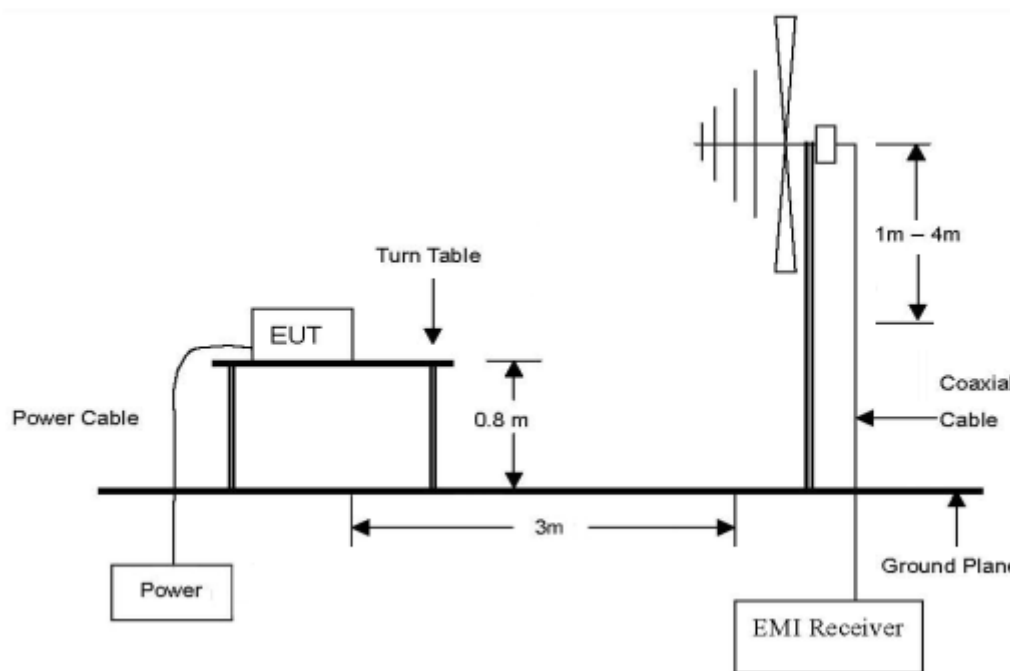 1m – 4m
Turn Table
EUT
Coaxial
Power Cable
0.8 m
Cable
3m
Ground Plane
Power
EMI Receiver